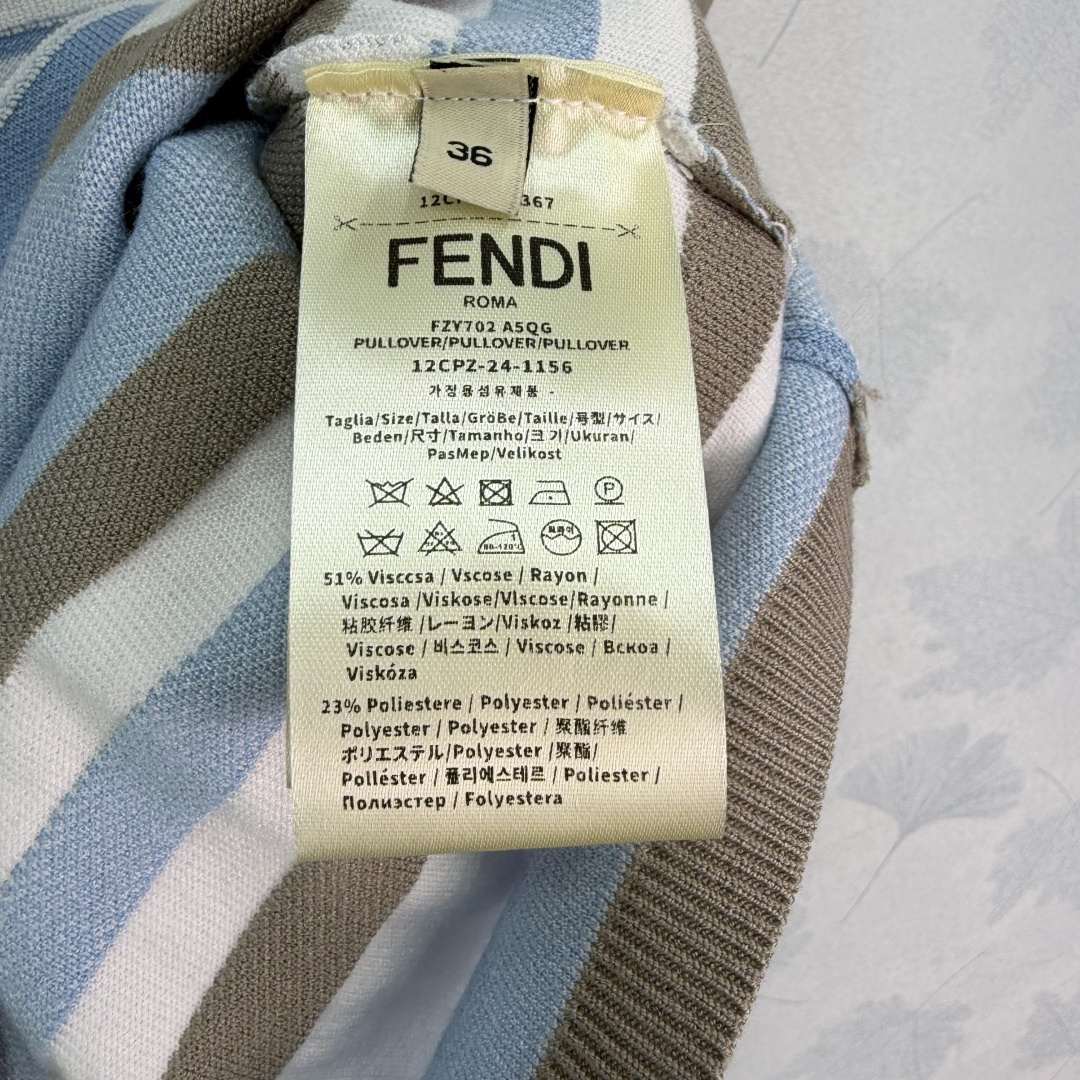 36
367
FENDI
ROMA
FZY702 A5QG
PULLOVER/PULLOVER/PULLOVER
12CPZ-24-1156
가정용섬유제품 -
Taglia/Size/Talla/GröBe/Taille/号型/サイズ/
Beden/尺寸/Tamanho/크기/Ukuran/
PasMep/Velikost
P
80-120°C
51% Visccsa / Vscose / Rayon /
Viscosa /Viskose/Vlscose/Rayonne /
粘胶纤维 /レーヨン/Viskoz /粘膠/
Viscose / 비스코스 / Viscose / Вскоа /
Viskóza
23% Poliestere / Polyester / Poliéster /
Polyester / Polyester / 聚酯纤维
ポリエステル/Polyester /聚酯/
Polléster / 폴리에스테르 / Poliester /
Полиэстер / Folyestera